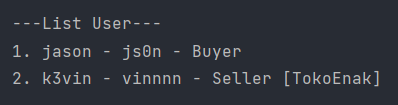 ---List User---
1. jason - js0n - Buyer
2. k3vin - vinnnn - Seller [TokoEnak]